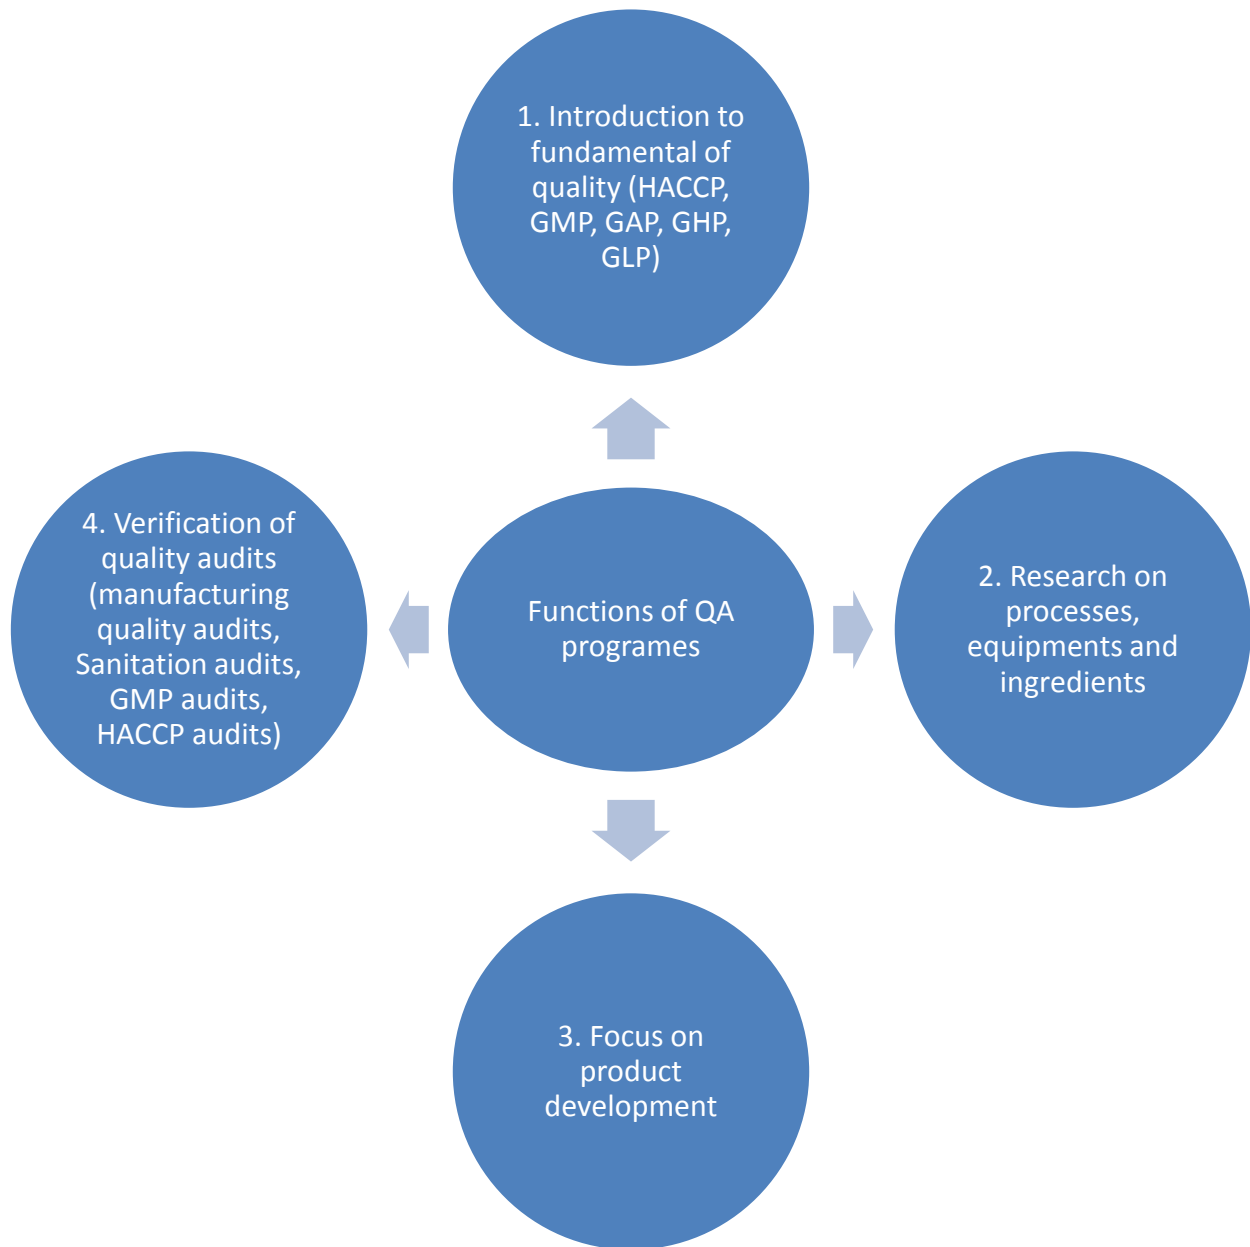 1. Introduction to
fundamental of
quality (HACCP,
GMP, GAP, GHP,
GLP)
4. Verification of
quality audits
(manufacturing
quality audits,
Sanitation audits,
GMP audits,
HACCP audits)
Functions of QA
programes
2. Research on
processes,
equipments and
ingredients
3. Focus on
product
development